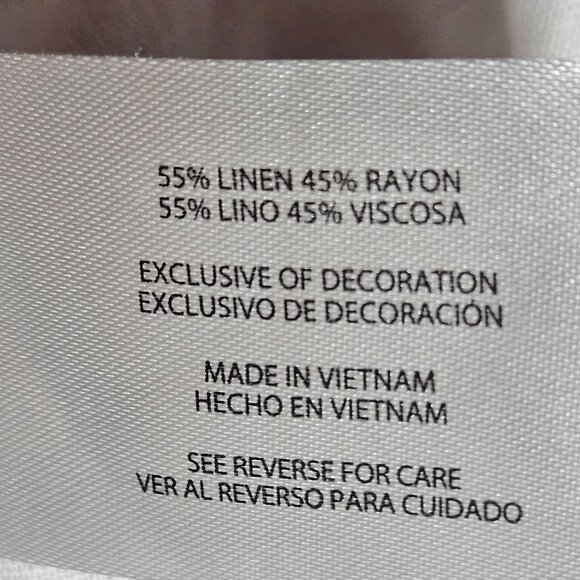 55% LINEN 45% RAYON
55% LINO 45% VISCOSA
EXCLUSIVE OF DECORATION
EXCLUSIVO DE DECORACIÓN
MADE IN VIETNAM
HECHO EN VIETNAM
SEE REVERSE FOR CARE
VER AL REVERSO PARA CUIDADO